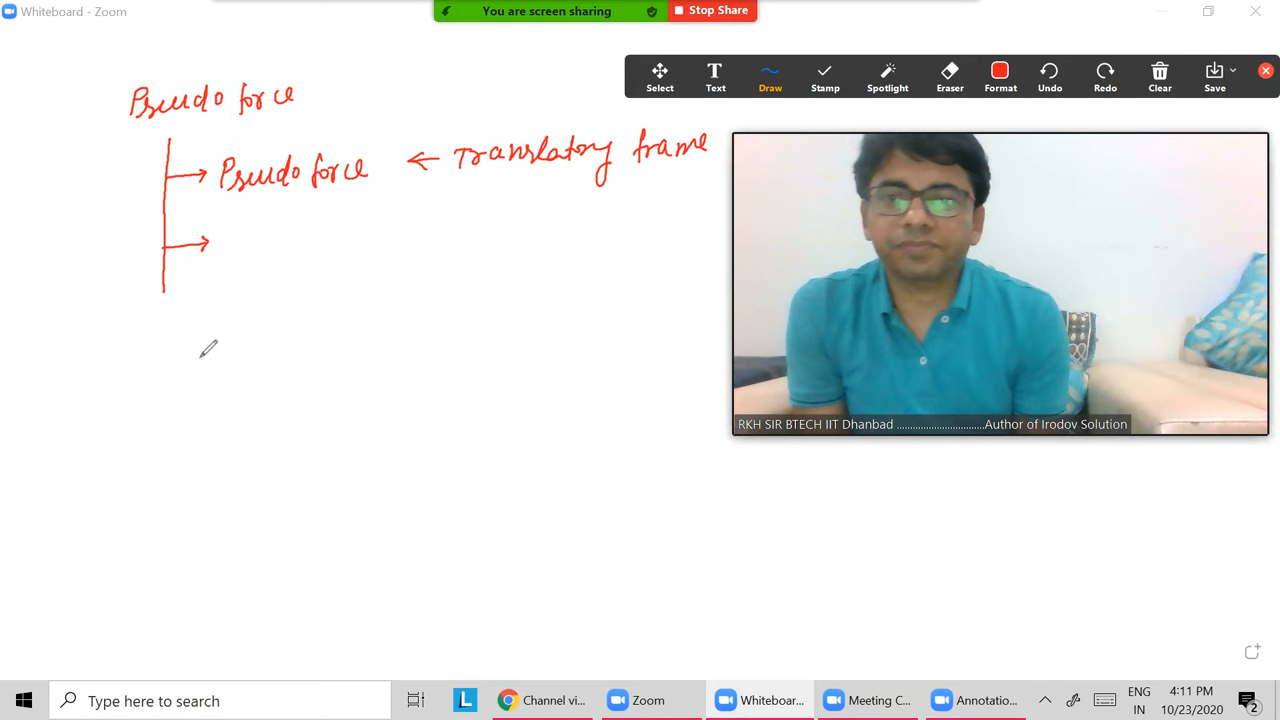 Whiteboard - Zoom
You are screen sharing
Stop Share
Select
Text
Draw
Stamp
Spotlight
Eraser
Format
Undo
Redo
Clear
Save
Pseudo force
Pseudo force ← Translatory frame
RKH SIR BTECH IIT Dhanbad ..............................Author of Irodov Solution
Type here to search
L
Channel vi...
Zoom
Whiteboar...
Meeting C...
Annotatio...
ENG
IN
4:11 PM
10/23/2020
2